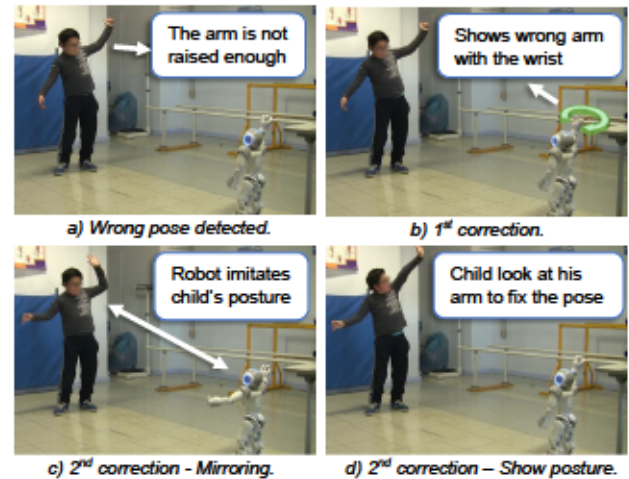 The arm is not
raised enough
Shows wrong arm
with the wrist
a) Wrong pose detected.
b) 1st correction.
Robot imitates
child's posture
Child look at his
arm to fix the pose
c) 2nd correction - Mirroring.
d) 2nd correction – Show posture.